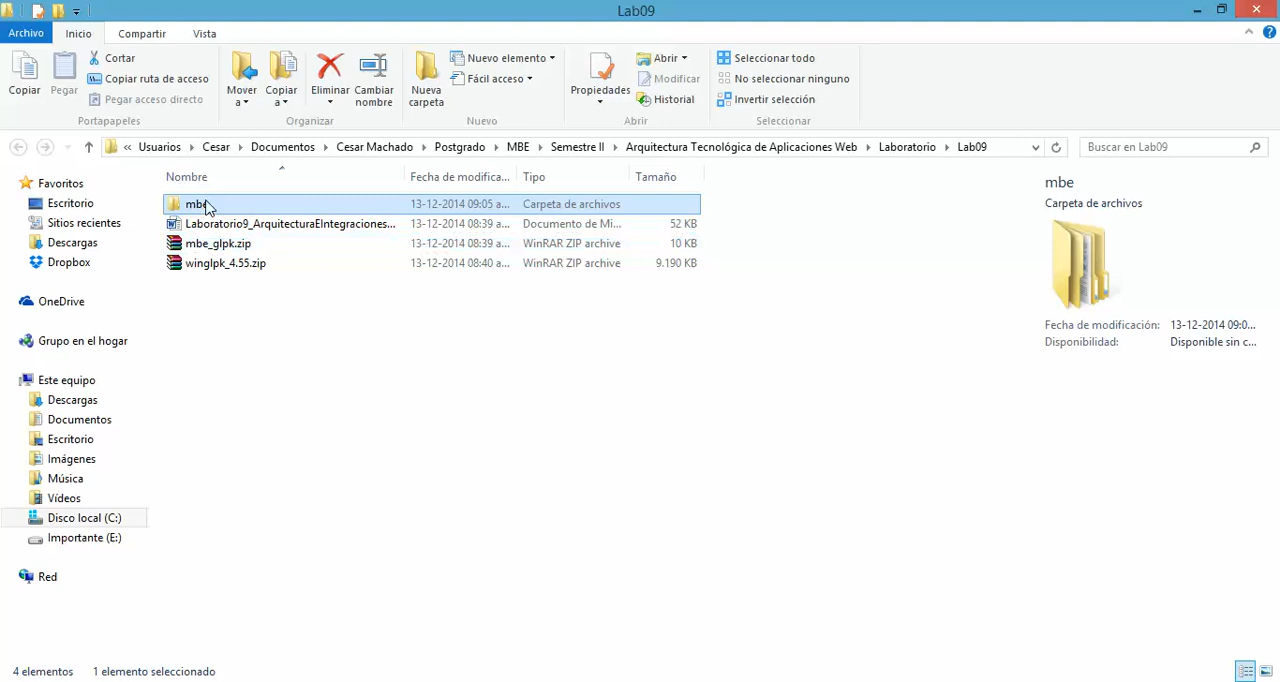 Lab09
Archivo Inicio Compartir Vista
Copiar
Pegar
Cortar
Copiar ruta de acceso
Pegar acceso directo
Portapapeles
Mover a
Copiar a
Eliminar
Cambiar nombre
Organizar
Nueva carpeta
Nuevo elemento
Fácil acceso
Nuevo
Propiedades
Abrir
Modificar
Historial
Abrir
Seleccionar todo
No seleccionar ninguno
Invertir selección
Seleccionar
« Usuarios Cesar Documentos Cesar Machado Postgrado MBE Semestre II Arquitectura Tecnológica de Aplicaciones Web Laboratorio Lab09
Buscar en Lab09
Favoritos
Escritorio
Sitios recientes
Descargas
Dropbox
OneDrive
Grupo en el hogar
Este equipo
Descargas
Documentos
Escritorio
Imágenes
Música
Vídeos
Disco local (C:)
Importante (E:)
Red
Nombre Fecha de modifica... Tipo Tamaño
mbe 13-12-2014 09:05 a... Carpeta de archivos
Laboratorio9_ArquitecturaEIntegraciones... 13-12-2014 08:39 a... Documento de Mi... 52 KB
mbe_glpk.zip 13-12-2014 08:39 a... WinRAR ZIP archive 10 KB
winglpk_4.55.zip 13-12-2014 08:40 a... WinRAR ZIP archive 9.190 KB
mbe
Carpeta de archivos
Fecha de modificación: 13-12-2014 09:0...
Disponibilidad: Disponible sin c...
4 elementos 1 elemento seleccionado